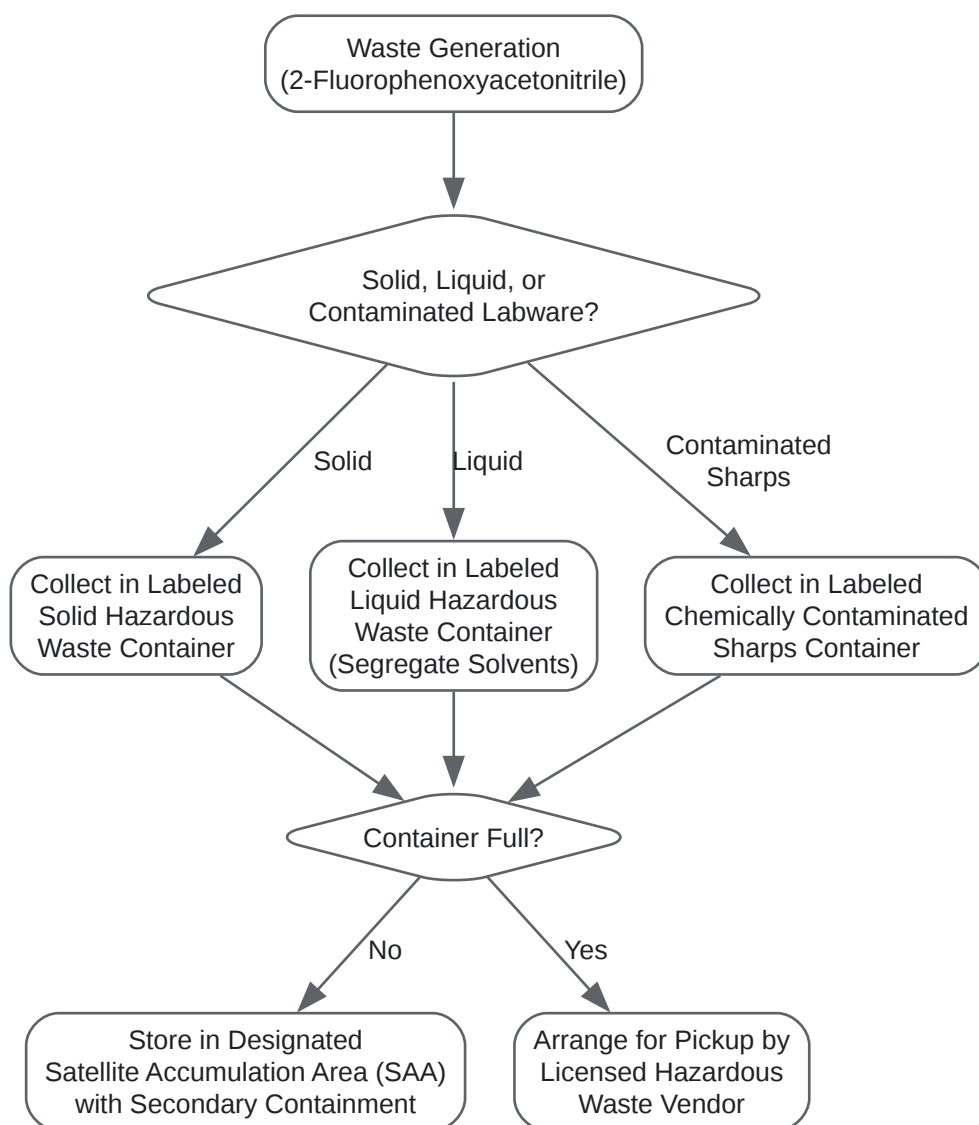 Waste Generation
(2-Fluorophenoxyacetonitrile)
Solid, Liquid, or
Contaminated Labware?
Solid
Liquid
Contaminated
Sharps
Collect in Labeled
Solid Hazardous
Waste Container
Collect in Labeled
Liquid Hazardous
Waste Container
(Segregate Solvents)
Collect in Labeled
Chemically Contaminated
Sharps Container
Container Full?
No
Yes
Store in Designated
Satellite Accumulation Area (SAA)
with Secondary Containment
Arrange for Pickup by
Licensed Hazardous
Waste Vendor